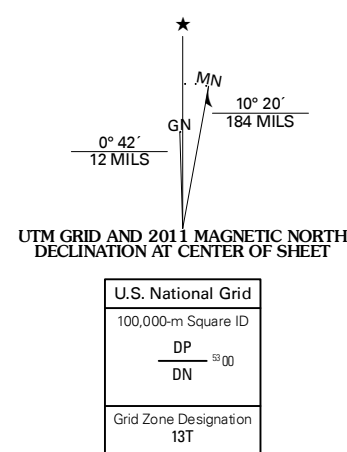 ★
MN
10° 20´
184 MILS
GN
0° 42´
12 MILS
UTM GRID AND 2011 MAGNETIC NORTH
DECLINATION AT CENTER OF SHEET
U.S. National Grid
100,000-m Square ID
DP
53 00
DN
Grid Zone Designation
13T